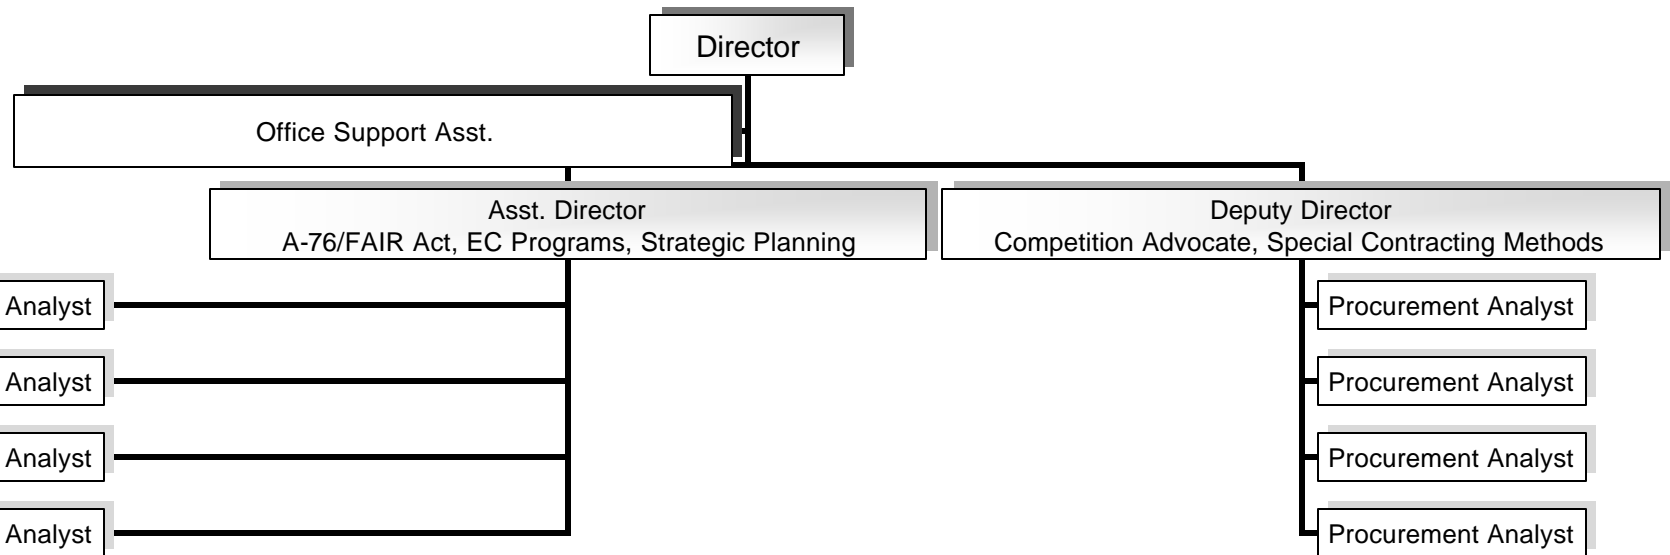 Director
Office Support Asst.
Asst. Director
A-76/FAIR Act, EC Programs, Strategic Planning
Deputy Director
Competition Advocate, Special Contracting Methods
Analyst
Procurement Analyst
Analyst
Procurement Analyst
Analyst
Procurement Analyst
Analyst
Procurement Analyst